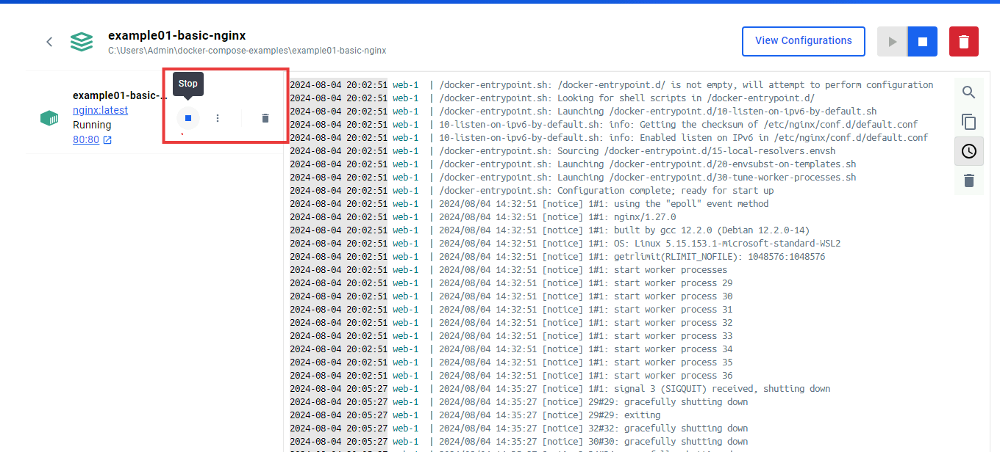 example01-basic-nginx
C:\Users\Admin\docker-compose-examples\example01-basic-nginx
View Configurations
Stop
example01-basic-...
nginx:latest
Running
80:80
2024-08-04 20:02:51 web-1 | /docker-entrypoint.sh: /docker-entrypoint.d/ is not empty, will attempt to perform configuration
2024-08-04 20:02:51 web-1 | /docker-entrypoint.sh: Looking for shell scripts in /docker-entrypoint.d/
2024-08-04 20:02:51 web-1 | /docker-entrypoint.sh: Launching /docker-entrypoint.d/10-listen-on-ipv6-by-default.sh
2024-08-04 20:02:51 web-1 | 10-listen-on-ipv6-by-default.sh: info: Getting the checksum of /etc/nginx/conf.d/default.conf
2024-08-04 20:02:51 web-1 | 10-listen-on-ipv6-by-default.sh: info: Enabled listen on IPv6 in /etc/nginx/conf.d/default.conf
2024-08-04 20:02:51 web-1 | /docker-entrypoint.sh: Sourcing /docker-entrypoint.d/15-local-resolvers.envsh
2024-08-04 20:02:51 web-1 | /docker-entrypoint.sh: Launching /docker-entrypoint.d/20-envsubst-on-templates.sh
2024-08-04 20:02:51 web-1 | /docker-entrypoint.sh: Launching /docker-entrypoint.d/30-tune-worker-processes.sh
2024-08-04 20:02:51 web-1 | /docker-entrypoint.sh: Configuration complete; ready for start up
2024-08-04 20:02:51 web-1 | 2024/08/04 14:32:51 [notice] 1#1: using the "epoll" event method
2024-08-04 20:02:51 web-1 | 2024/08/04 14:32:51 [notice] 1#1: nginx/1.27.0
2024-08-04 20:02:51 web-1 | 2024/08/04 14:32:51 [notice] 1#1: built by gcc 12.2.0 (Debian 12.2.0-14)
2024-08-04 20:02:51 web-1 | 2024/08/04 14:32:51 [notice] 1#1: OS: Linux 5.15.153.1-microsoft-standard-WSL2
2024-08-04 20:02:51 web-1 | 2024/08/04 14:32:51 [notice] 1#1: getrlimit(RLIMIT_NOFILE): 1048576:1048576
2024-08-04 20:02:51 web-1 | 2024/08/04 14:32:51 [notice] 1#1: start worker processes
2024-08-04 20:02:51 web-1 | 2024/08/04 14:32:51 [notice] 1#1: start worker process 29
2024-08-04 20:02:51 web-1 | 2024/08/04 14:32:51 [notice] 1#1: start worker process 30
2024-08-04 20:02:51 web-1 | 2024/08/04 14:32:51 [notice] 1#1: start worker process 31
2024-08-04 20:02:51 web-1 | 2024/08/04 14:32:51 [notice] 1#1: start worker process 32
2024-08-04 20:02:51 web-1 | 2024/08/04 14:32:51 [notice] 1#1: start worker process 33
2024-08-04 20:02:51 web-1 | 2024/08/04 14:32:51 [notice] 1#1: start worker process 34
2024-08-04 20:02:51 web-1 | 2024/08/04 14:32:51 [notice] 1#1: start worker process 35
2024-08-04 20:02:51 web-1 | 2024/08/04 14:32:51 [notice] 1#1: start worker process 36
2024-08-04 20:05:27 web-1 | 2024/08/04 14:35:27 [notice] 1#1: signal 3 (SIGQUIT) received, shutting down
2024-08-04 20:05:27 web-1 | 2024/08/04 14:35:27 [notice] 29#29: gracefully shutting down
2024-08-04 20:05:27 web-1 | 2024/08/04 14:35:27 [notice] 29#29: exiting
2024-08-04 20:05:27 web-1 | 2024/08/04 14:35:27 [notice] 32#32: gracefully shutting down
2024-08-04 20:05:27 web-1 | 2024/08/04 14:35:27 [notice] 30#30: gracefully shutting down